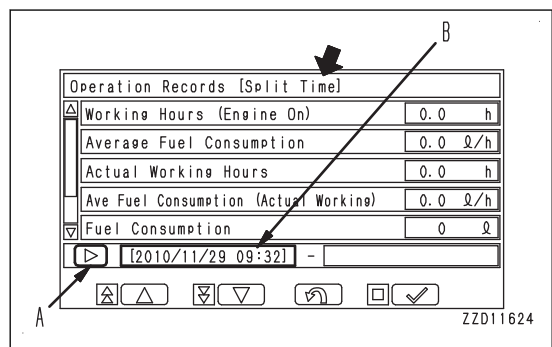 B
Operation Records [Split Time]
Working Hours (Engine On) 0.0 h
Average Fuel Consumption 0.0 ℓ/h
Actual Working Hours 0.0 h
Ave Fuel Consumption (Actual Working) 0.0 ℓ/h
Fuel Consumption 0 ℓ
[2010/11/29 09:32] -
A
ZZD11624